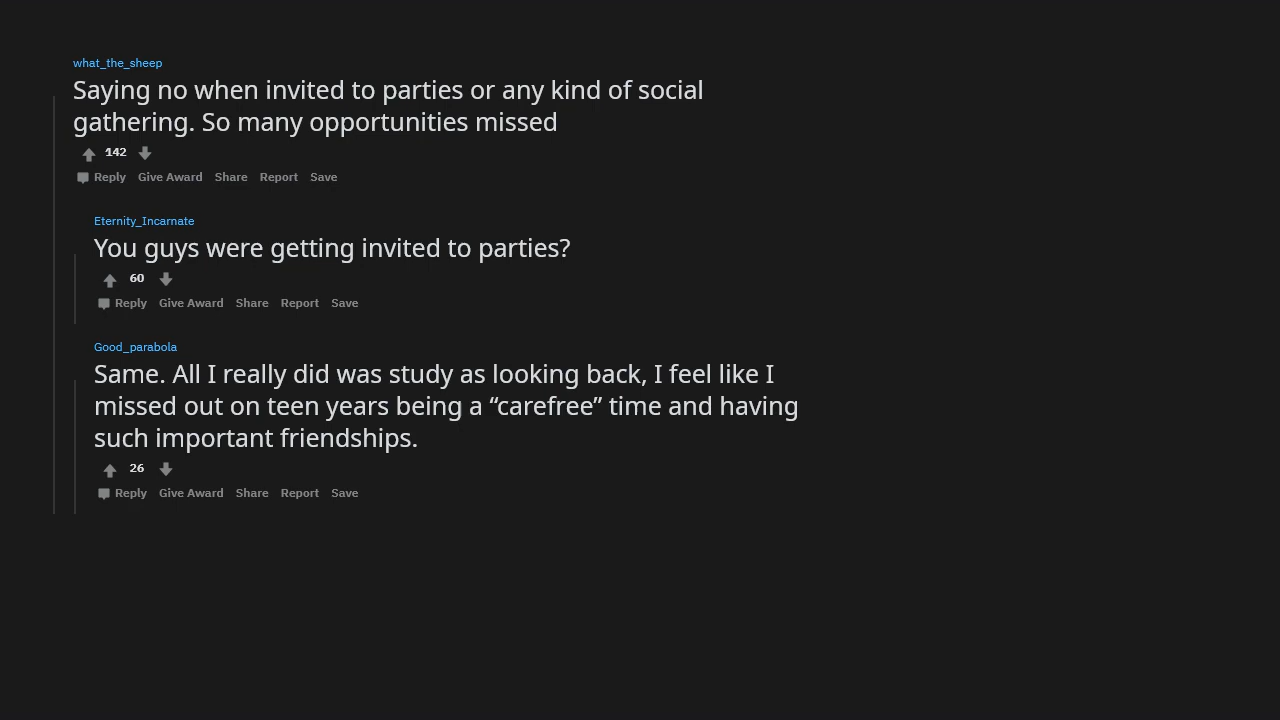 what_the_sheep
Saying no when invited to parties or any kind of social
gathering. So many opportunities missed
142
Reply Give Award Share Report Save
Eternity_Incarnate
You guys were getting invited to parties?
60
Reply Give Award Share Report Save
Good_parabola
Same. All I really did was study as looking back, I feel like I
missed out on teen years being a “carefree” time and having
such important friendships.
26
Reply Give Award Share Report Save